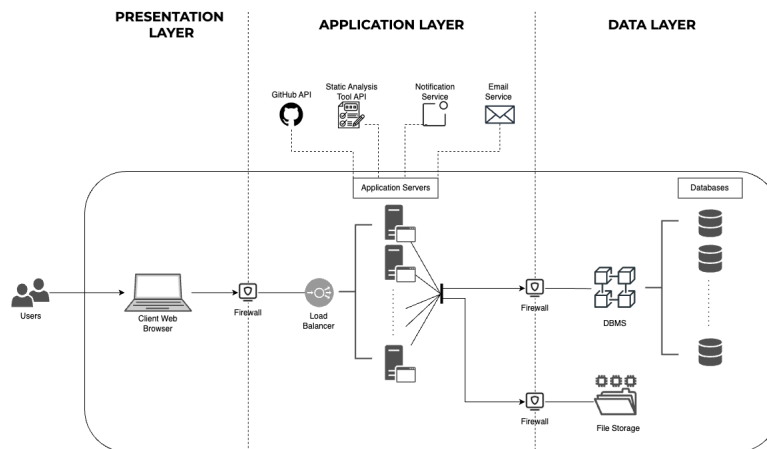 PRESENTATION
LAYER
APPLICATION LAYER
DATA LAYER
GitHub API
Static Analysis
Tool API
Notification
Service
Email
Service
Application Servers
Databases
Users
Client Web
Browser
Firewall
Load
Balancer
Firewall
DBMS
Firewall
File Storage